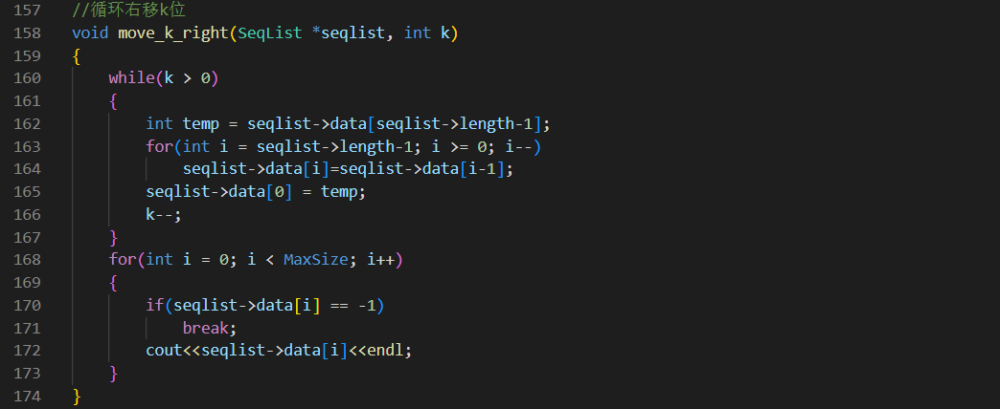 157 //循环右移k位
158 void move_k_right(SeqList *seqlist, int k)
159 {
160     while(k > 0)
161     {
162         int temp = seqlist->data[seqlist->length-1];
163         for(int i = seqlist->length-1; i >= 0; i--)
164             seqlist->data[i]=seqlist->data[i-1];
165         seqlist->data[0] = temp;
166         k--;
167     }
168     for(int i = 0; i < MaxSize; i++)
169     {
170         if(seqlist->data[i] == -1)
171             break;
172         cout<<seqlist->data[i]<<endl;
173     }
174 }